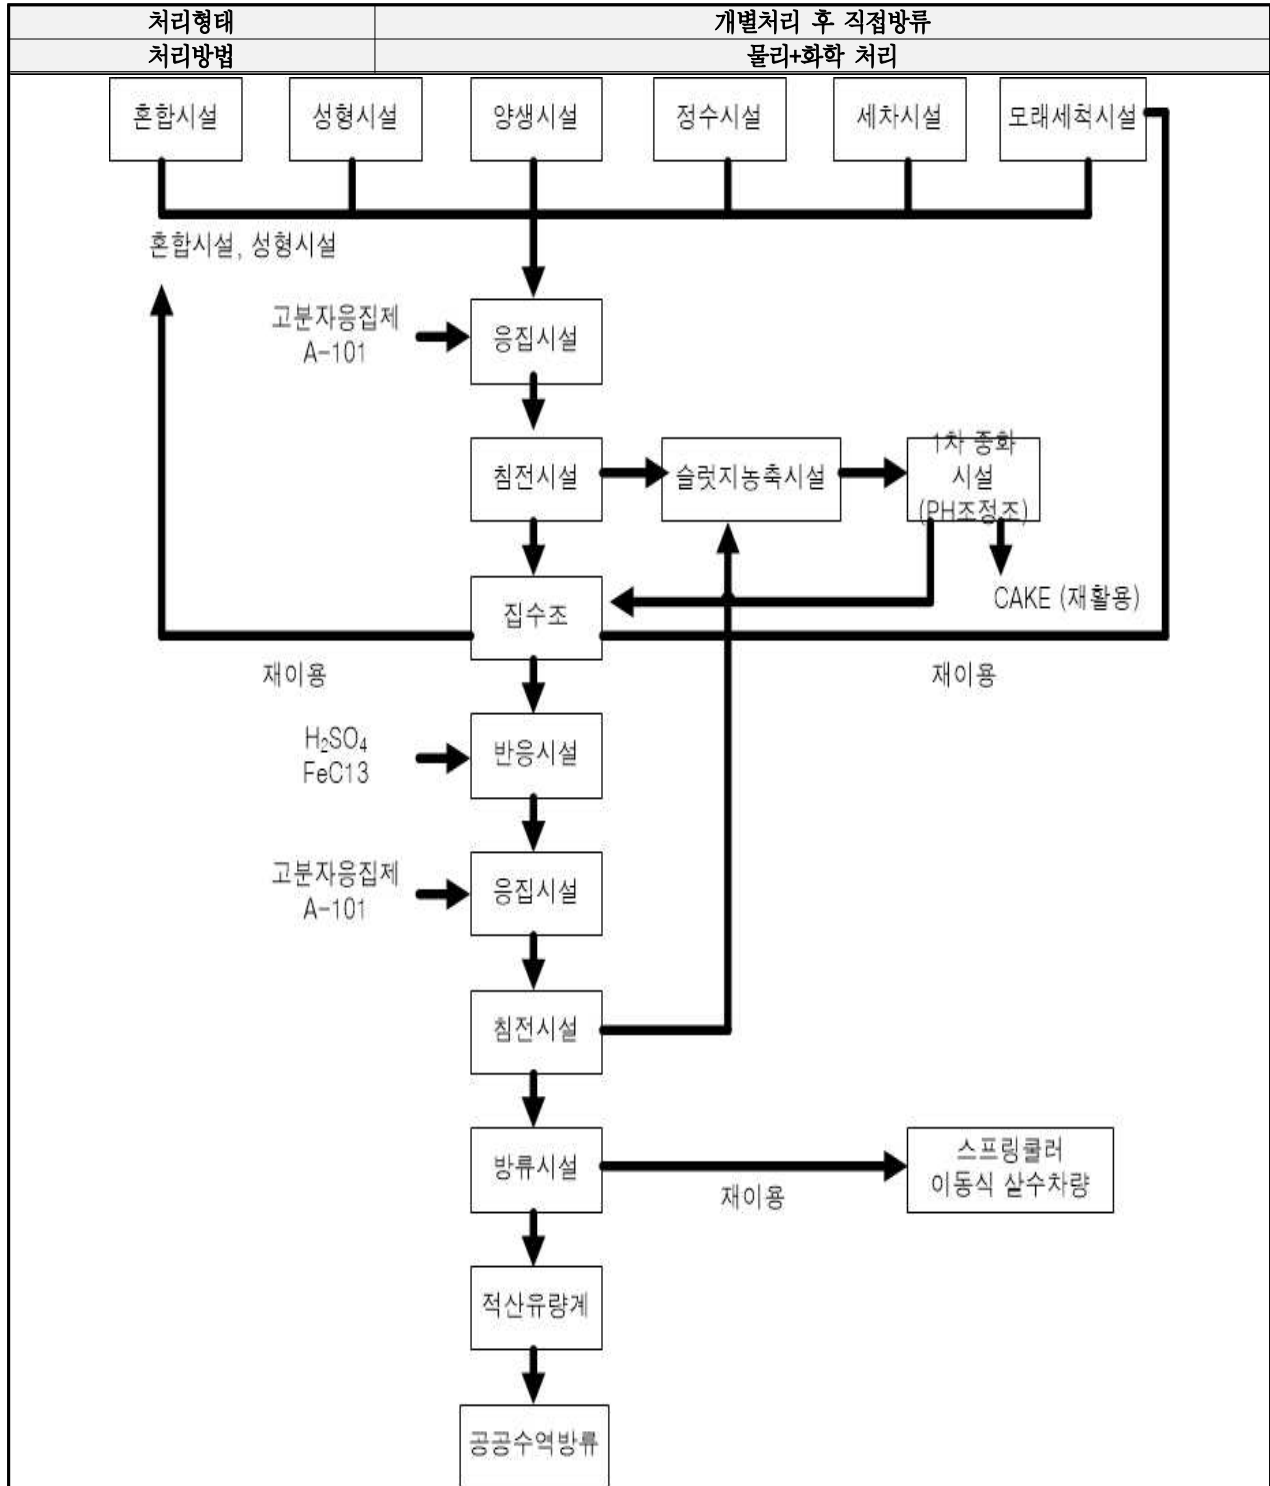 처리형태 개별처리 후 직접방류
처리방법 물리+화학 처리
혼합시설 성형시설 양생시설 정수시설 세차시설 모래세척시설
혼합시설, 성형시설
고분자응집제
A-101
응집시설
침전시설 슬럿지농축시설
1차 중화
시설
(PH조정조)
집수조
CAKE (재활용)
재이용 재이용
H₂SO₄
FeC13
반응시설
고분자응집제
A-101
응집시설
침전시설
방류시설
재이용
스프링쿨러
이동식 살수차량
적산유량계
공공수역방류